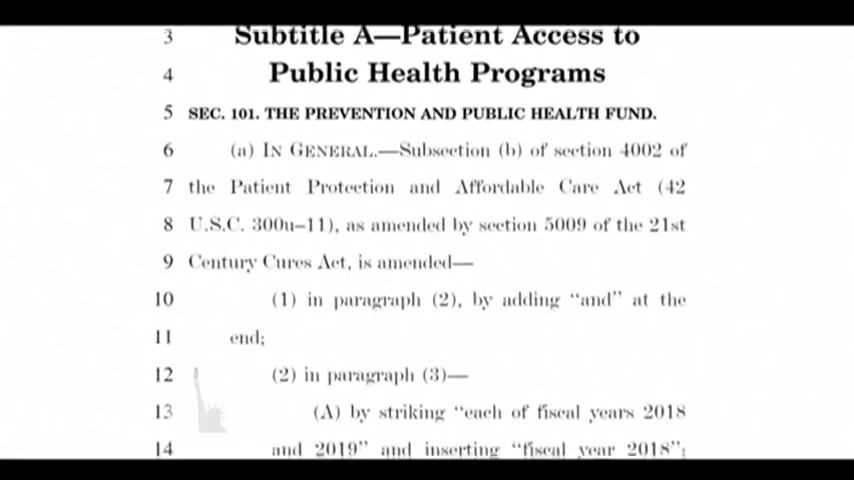 3 Subtitle A—Patient Access to
4 Public Health Programs
5 SEC. 101. THE PREVENTION AND PUBLIC HEALTH FUND.
6 (a) IN GENERAL.—Subsection (b) of section 4002 of
7 the Patient Protection and Affordable Care Act (42
8 U.S.C. 300u–11), as amended by section 5009 of the 21st
9 Century Cures Act, is amended—
10 (1) in paragraph (2), by adding “and” at the
11 end;
12 (2) in paragraph (3)—
13 (A) by striking “each of fiscal years 2018
14 and 2019” and inserting “fiscal year 2018”;